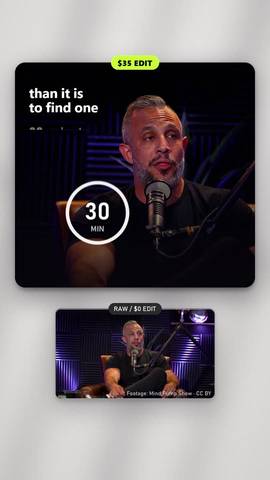 $35 EDIT
than it is
to find one
30
MIN
RAW / $0 EDIT
Footage: Mind Pump Show - CC BY